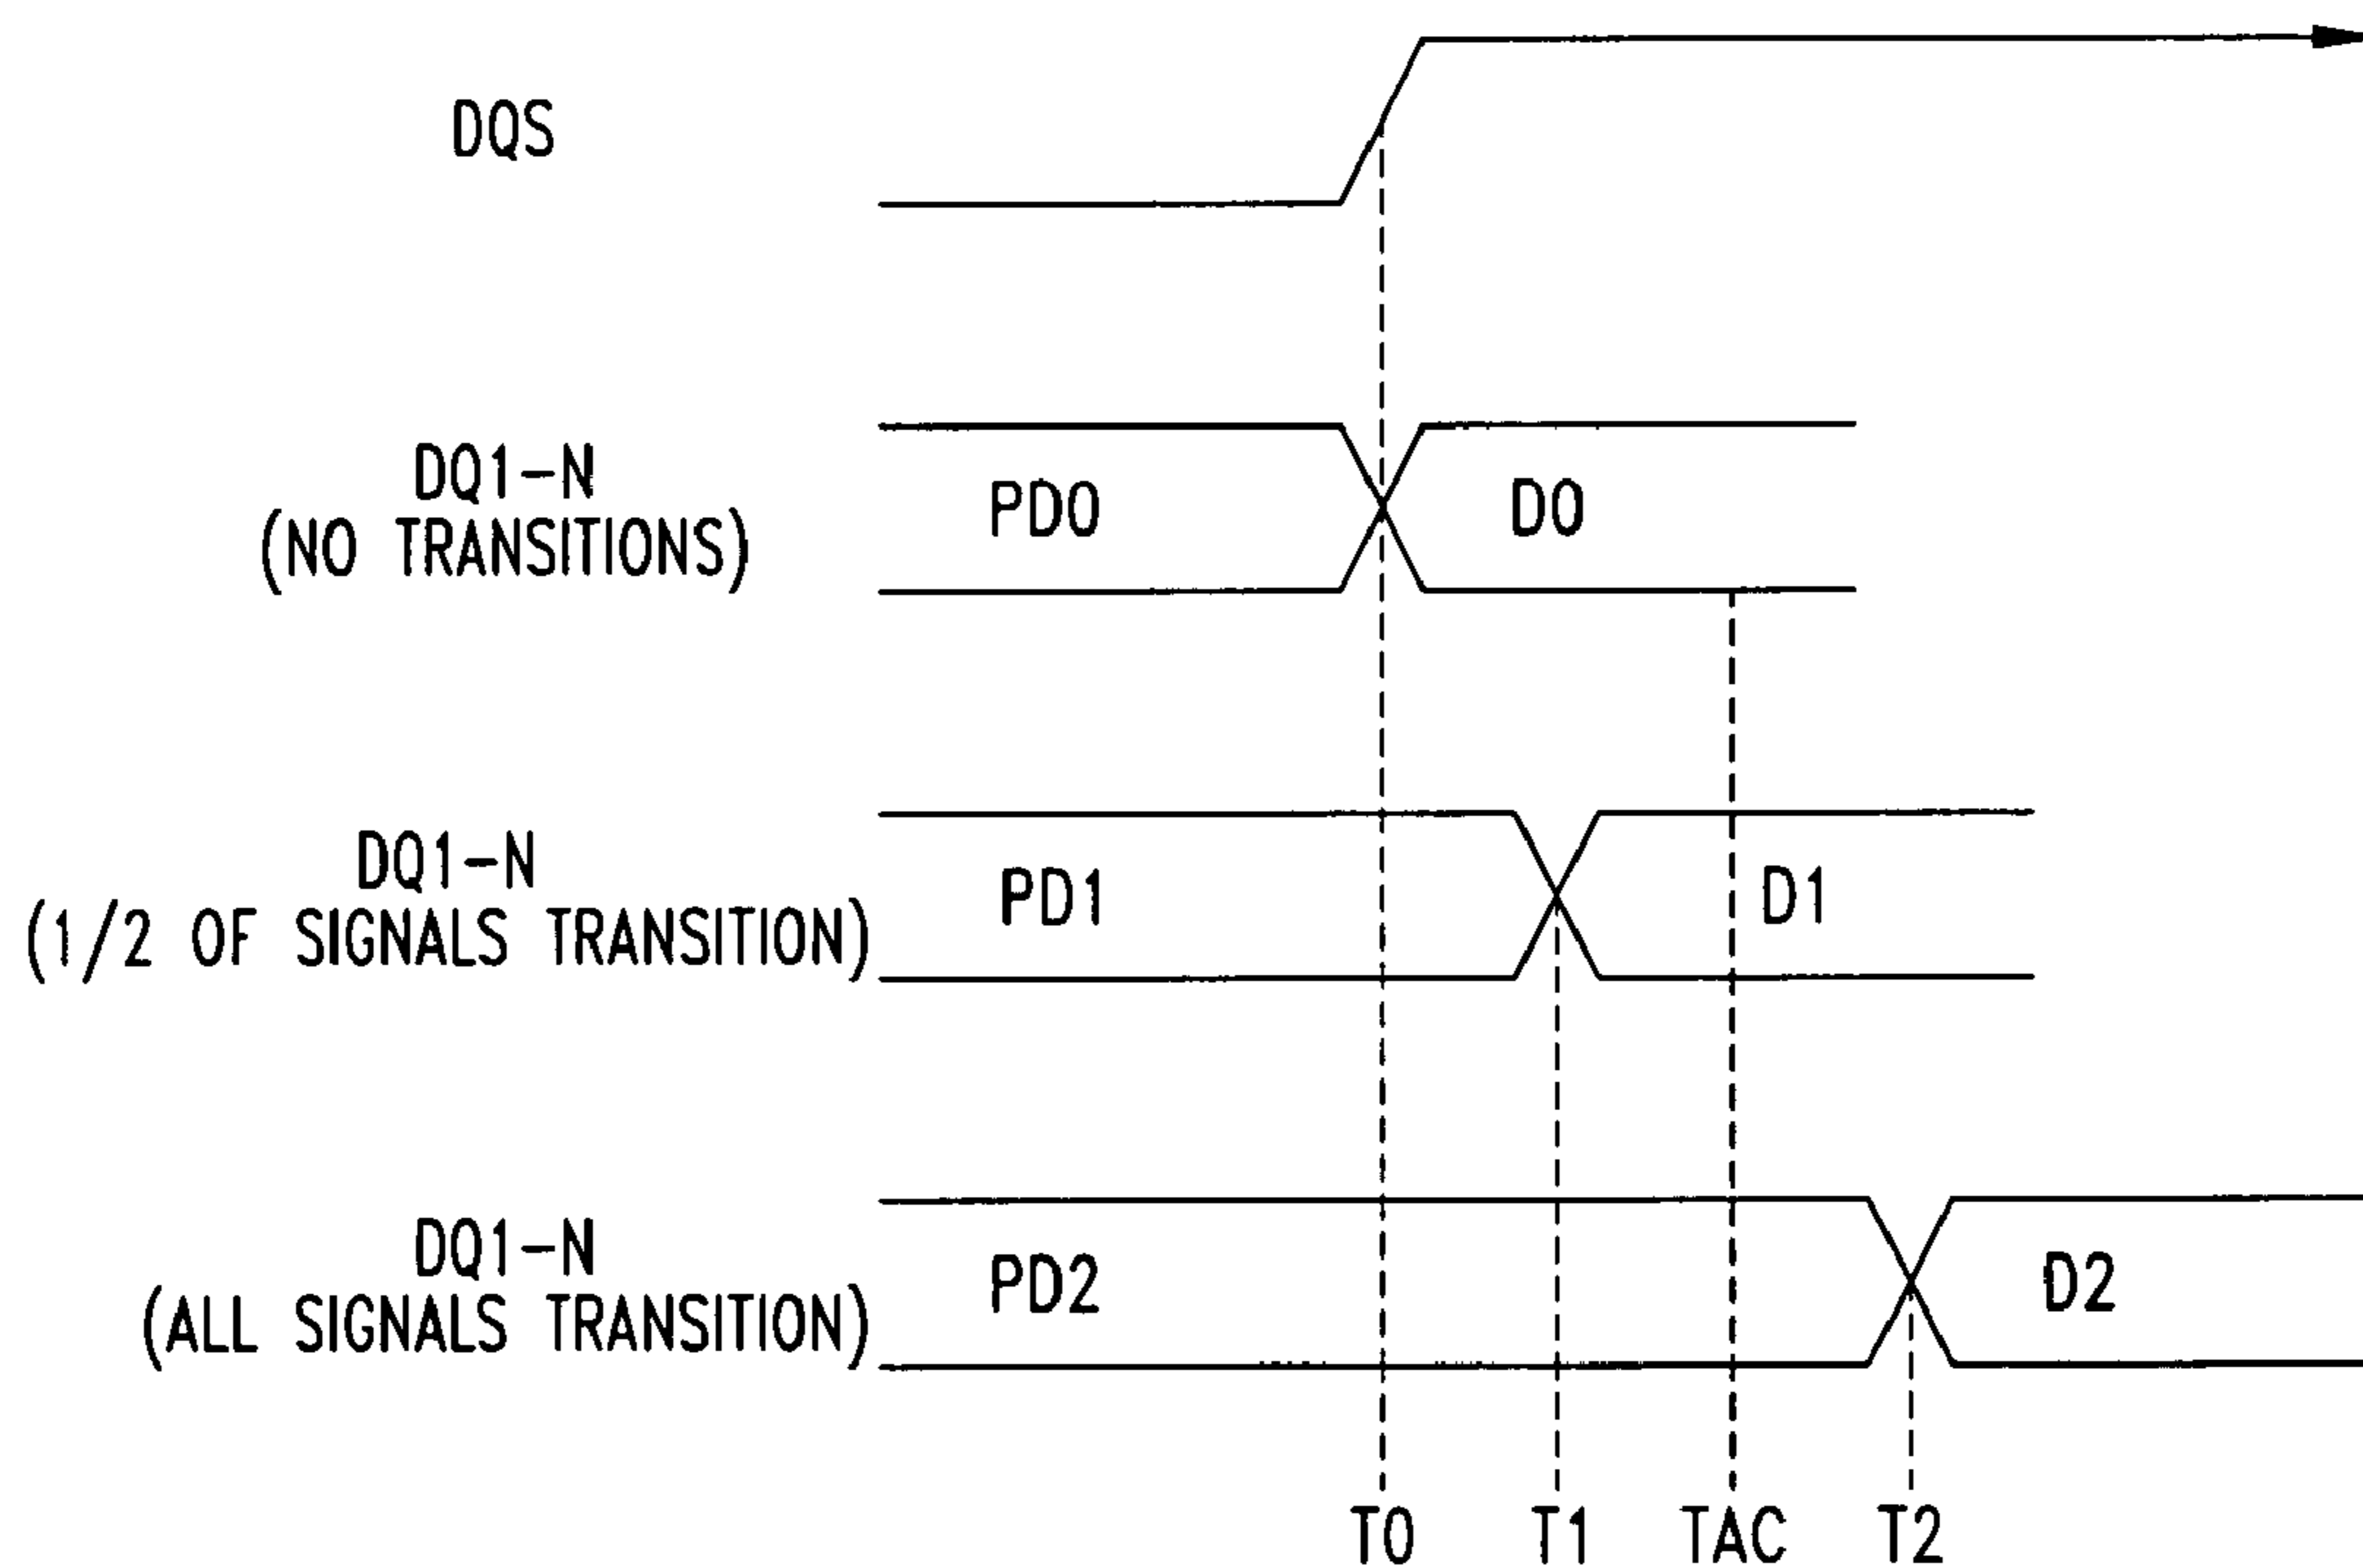 DQS
DQ1-N
(NO TRANSITIONS)
PD0
D0
DQ1-N
(1/2 OF SIGNALS TRANSITION)
PD1
D1
DQ1-N
(ALL SIGNALS TRANSITION)
PD2
D2
T0
T1
TAC
T2